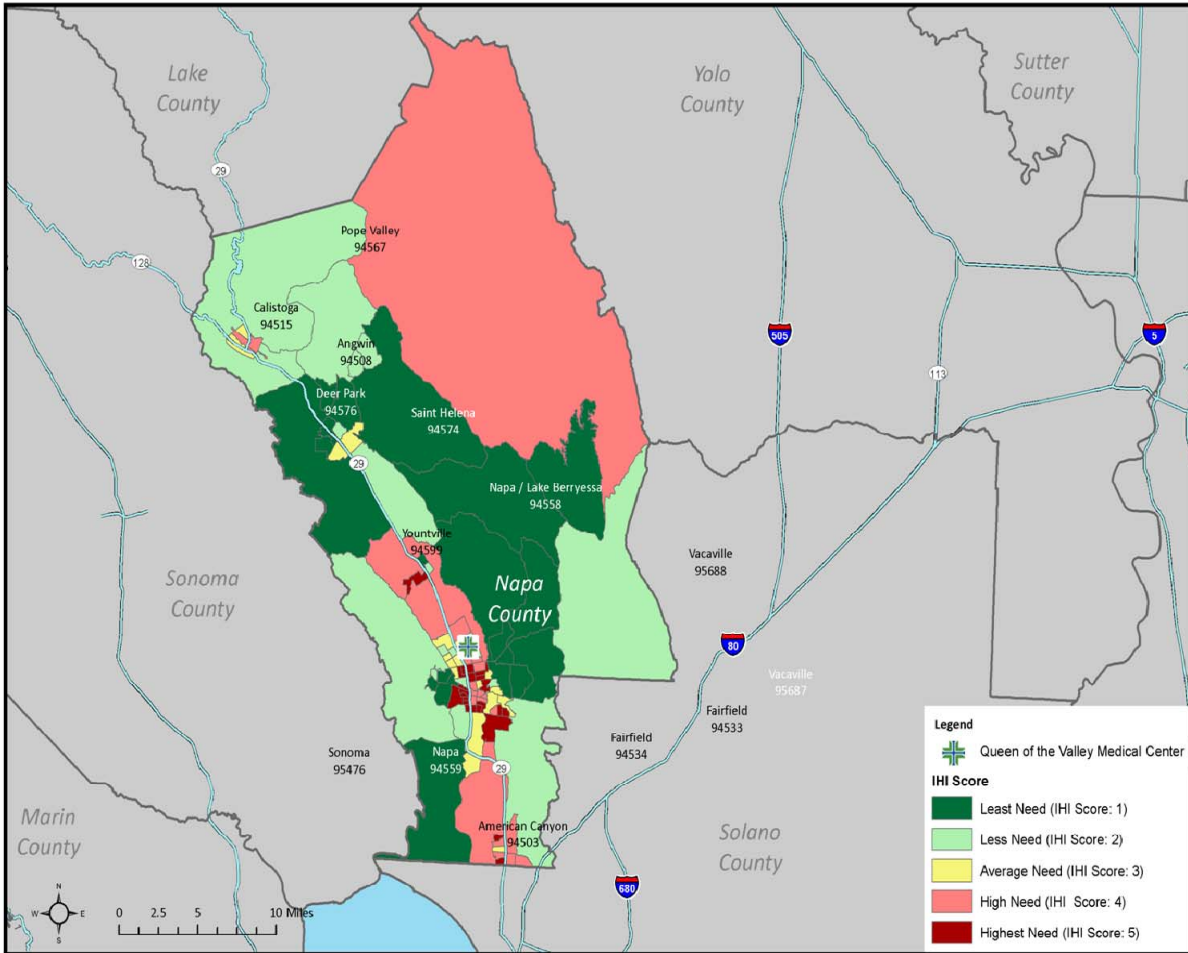 Lake
County
Yolo
County
Sutter
County
29
128
Pope Valley
94567
Calistoga
94515
Angwin
94508
505
5
113
Deer Park
94576
Saint Helena
94574
29
Napa / Lake Berryessa
94558
Yountville
94599
Vacaville
95688
Sonoma
County
Napa
County
80
Vacaville
95687
Fairfield
94533
Fairfield
94534
Sonoma
95476
Napa
94559
29
American Canyon
94503
Marin
County
Solano
County
680
N
W
E
S
0 2.5 5 10 Miles
Legend
Queen of the Valley Medical Center
IHI Score
Least Need (IHI Score: 1)
Less Need (IHI Score: 2)
Average Need (IHI Score: 3)
High Need (IHI Score: 4)
Highest Need (IHI Score: 5)